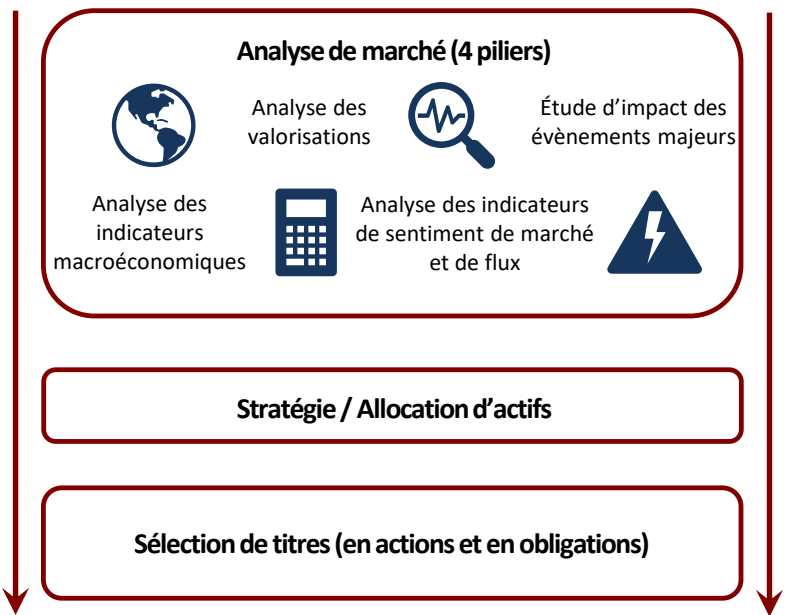 Analyse de marché (4 piliers)
Analyse des
valorisations
Étude d’impact des
évènements majeurs
Analyse des
indicateurs
macroéconomiques
Analyse des indicateurs
de sentiment de marché
et de flux
Stratégie / Allocation d’actifs
Sélection de titres (en actions et en obligations)